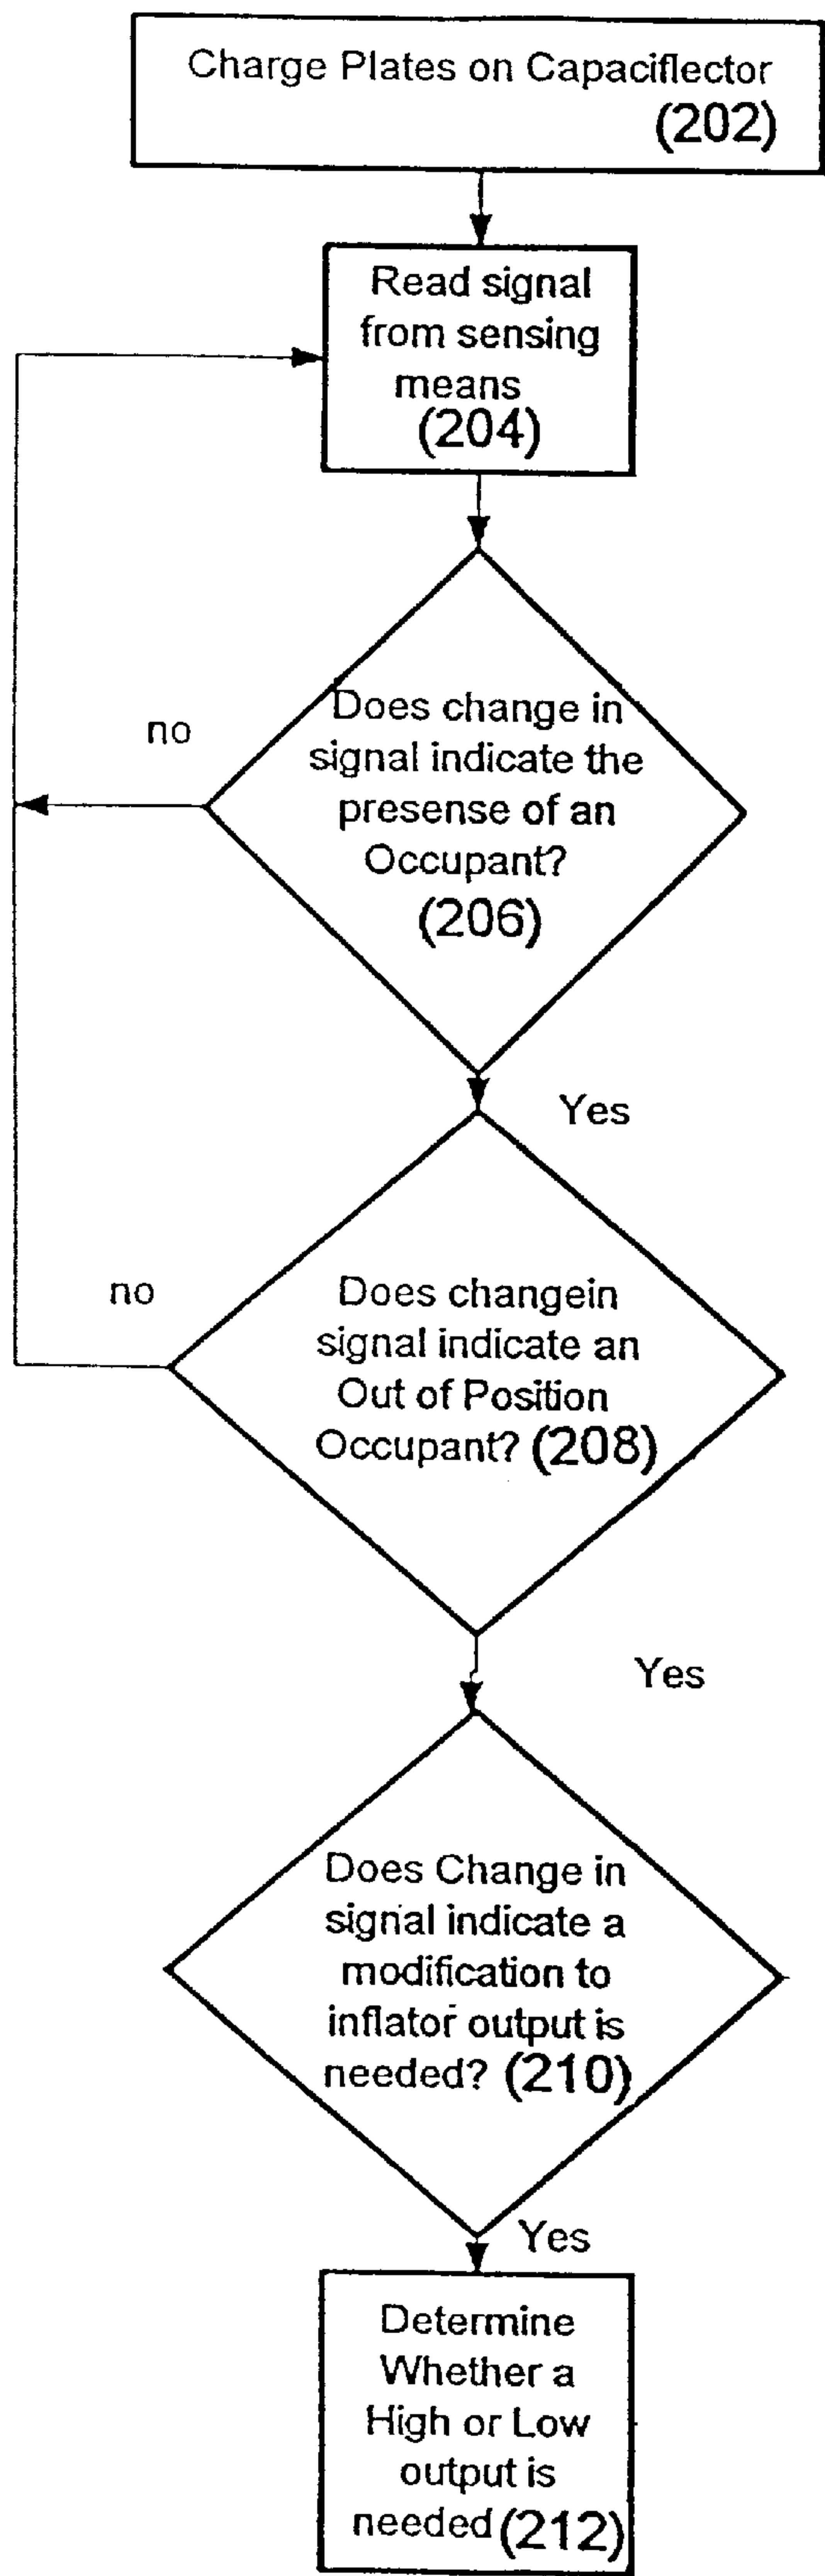 Charge Plates on Capaciflector
(202)
Read signal
from sensing
means
(204)
no
Does change in
signal indicate the
presense of an
Occupant?
(206)
Yes
no
Does changein
signal indicate an
Out of Position
Occupant? (208)
Yes
Does Change in
signal indicate a
modification to
inflator output is
needed? (210)
Yes
Determine
Whether a
High or Low
output is
needed (212)